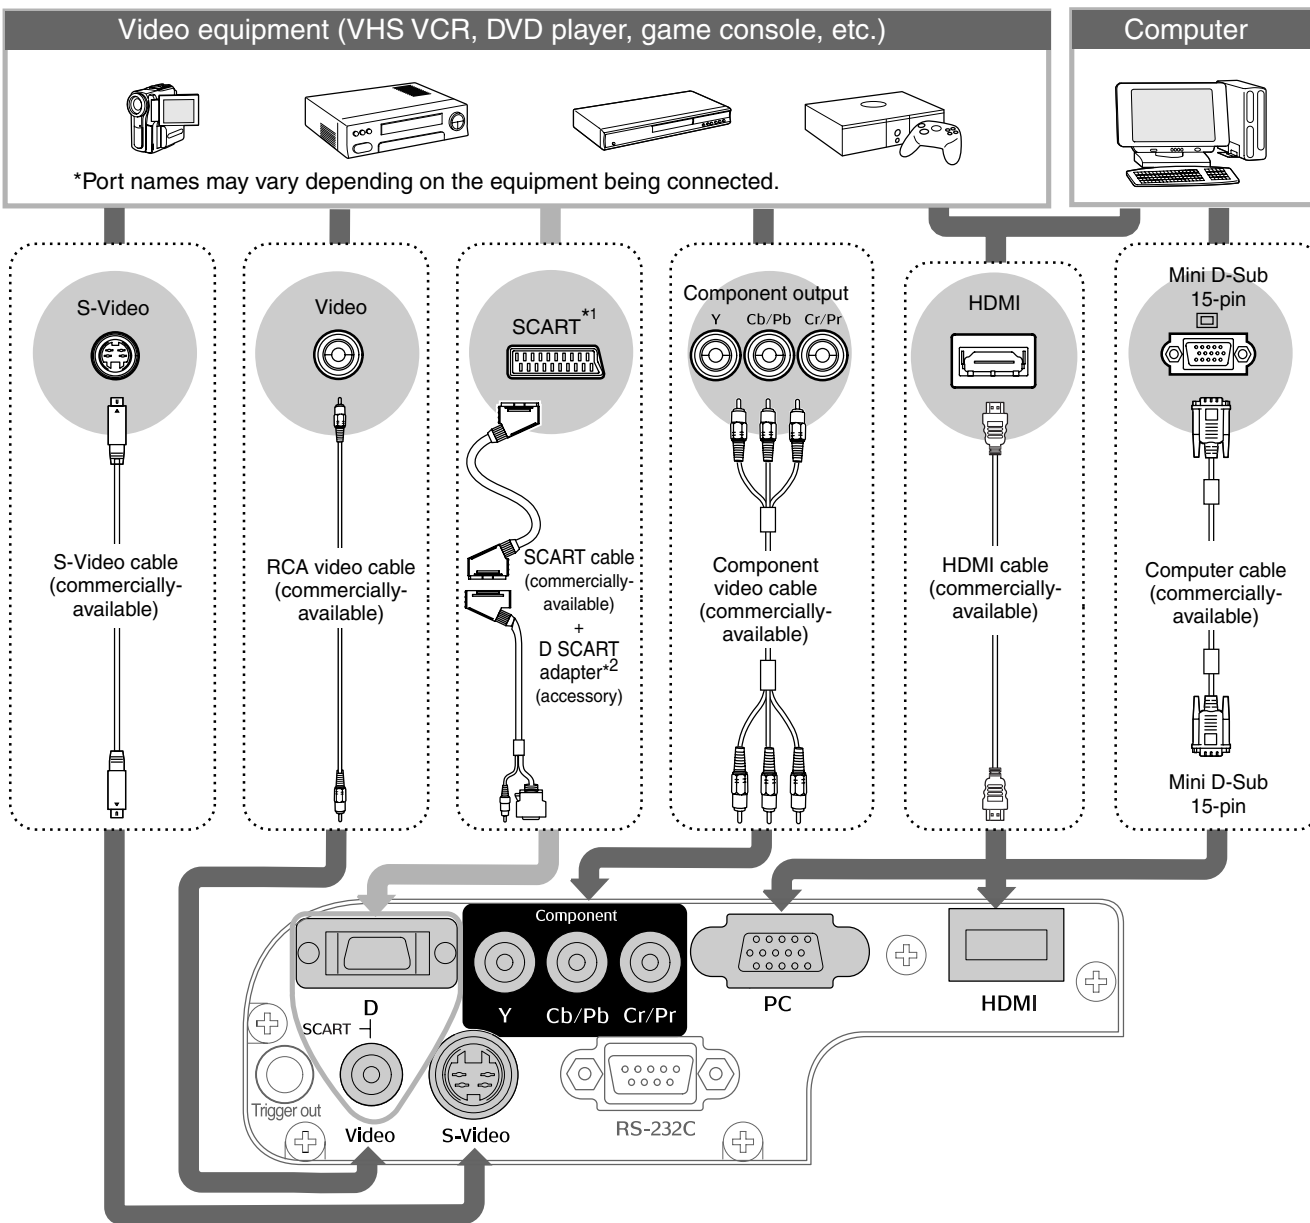 Video equipment (VHS VCR, DVD player, game console, etc.)
Computer
*Port names may vary depending on the equipment being connected.
S-Video
Video
SCART*1
Component output
Y Cb/Pb Cr/Pr
HDMI
Mini D-Sub
15-pin
S-Video cable
(commercially-
available)
RCA video cable
(commercially-
available)
SCART cable
(commercially-
available)
+
D SCART
adapter*2
(accessory)
Component
video cable
(commercially-
available)
HDMI cable
(commercially-
available)
Computer cable
(commercially-
available)
Mini D-Sub
15-pin
Component
Y Cb/Pb Cr/Pr
PC
HDMI
D
SCART
Trigger out
Video
S-Video
RS-232C